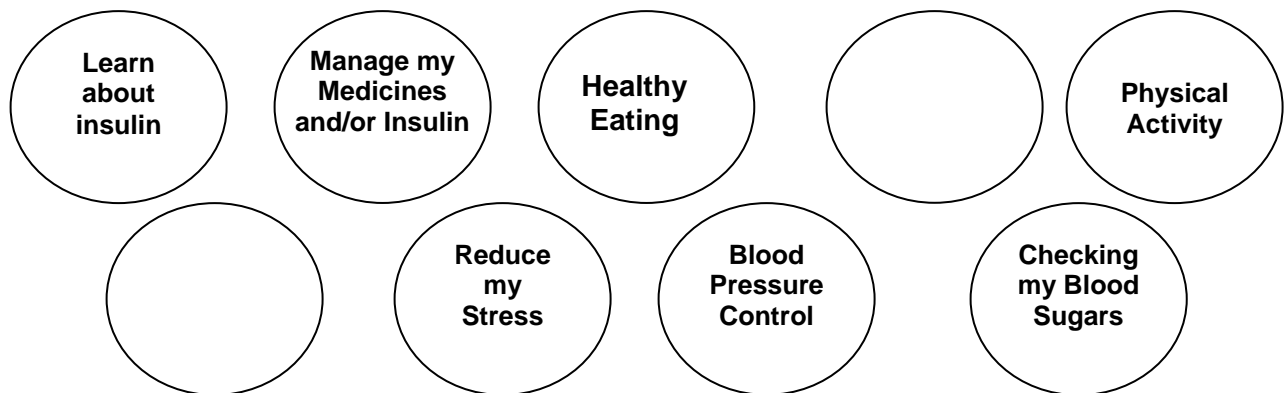 Learn
about
insulin
Manage my
Medicines
and/or Insulin
Healthy
Eating
Physical
Activity
Reduce
my
Stress
Blood
Pressure
Control
Checking
my Blood
Sugars